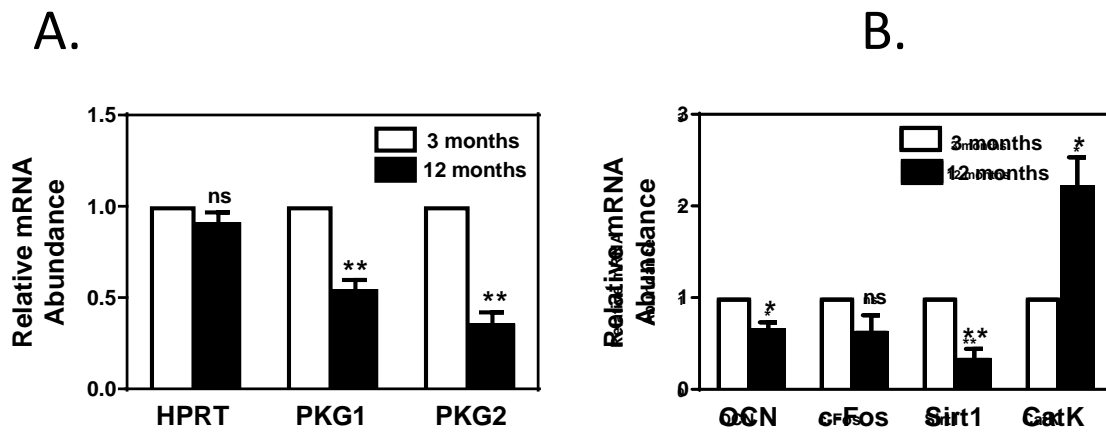 A.
B.
Relative mRNA
Abundance
1.5
1.0
0.5
0.0
3 months
12 months
ns
**
**
HPRT PKG1 PKG2
Relative mRNA
Abundance
3
2
1
0
3 months
12 months
*
ns
**
*
OCN c-Fos Sirt1 CatK